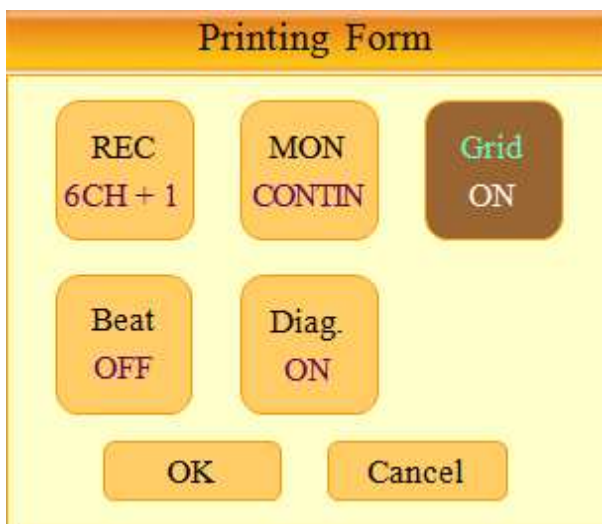 Printing Form
REC
6CH + 1
MON
CONTIN
Grid
ON
Beat
OFF
Diag.
ON
OK
Cancel